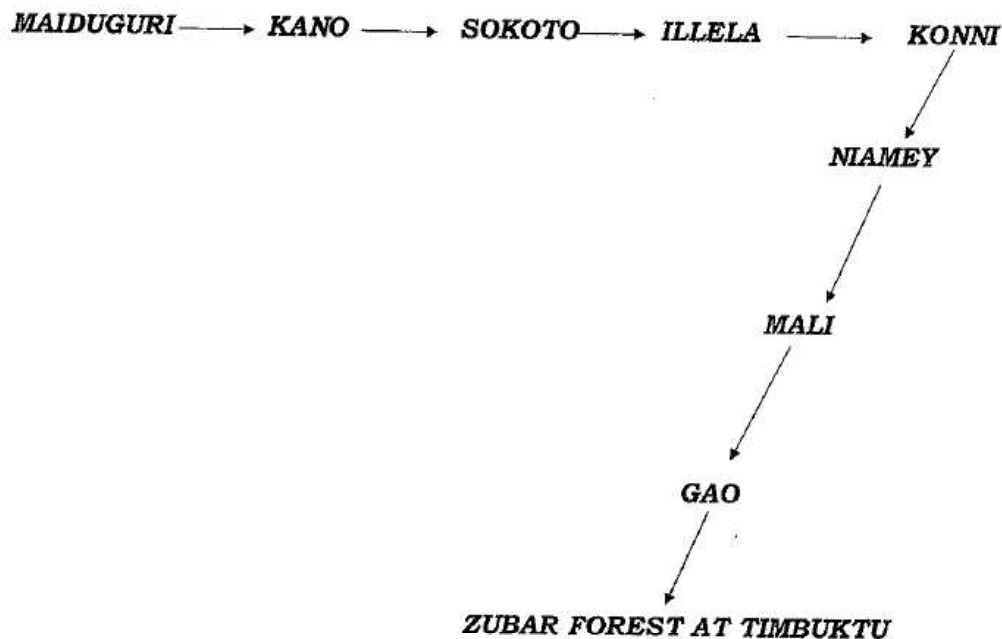 MAIDUGURI KANO SOKOTO ILLELA KONNI
NIAMEY
MALI
GAO
ZUBAR FOREST AT TIMBUKTU